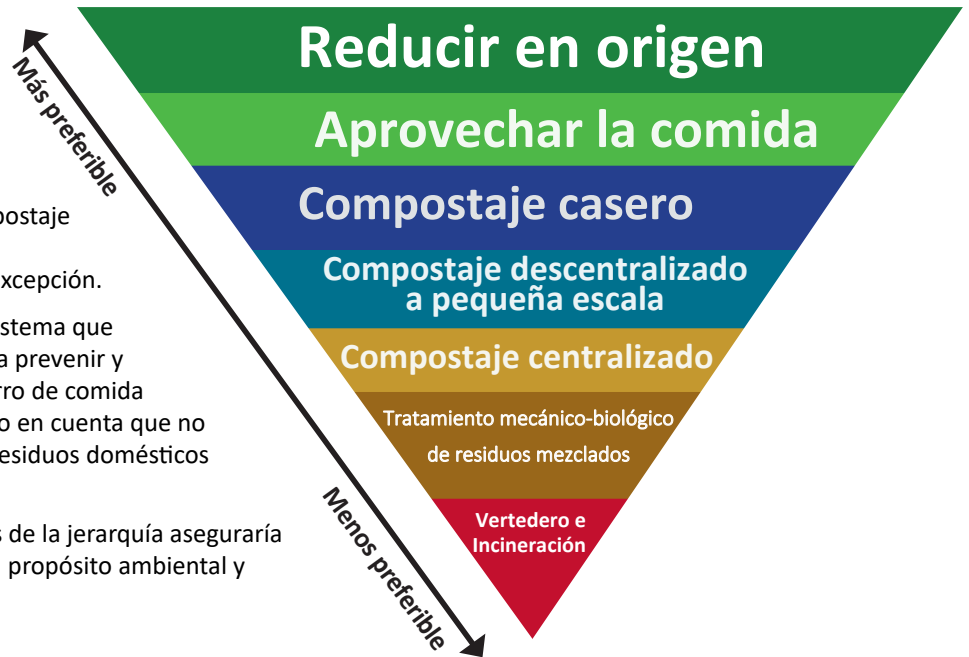 Reducir en origen
Aprovechar la comida
Compostaje casero
Compostaje descentralizado
a pequeña escala
Compostaje centralizado
Tratamiento mecánico-biológico
de residuos mezclados
Vertedero e
Incineración
Más preferible
Menos preferible
postaje
xcepción.
stema que
a prevenir y
rro de comida
o en cuenta que no
residuos domésticos
s de la jerarquía aseguraría
propósito ambiental y